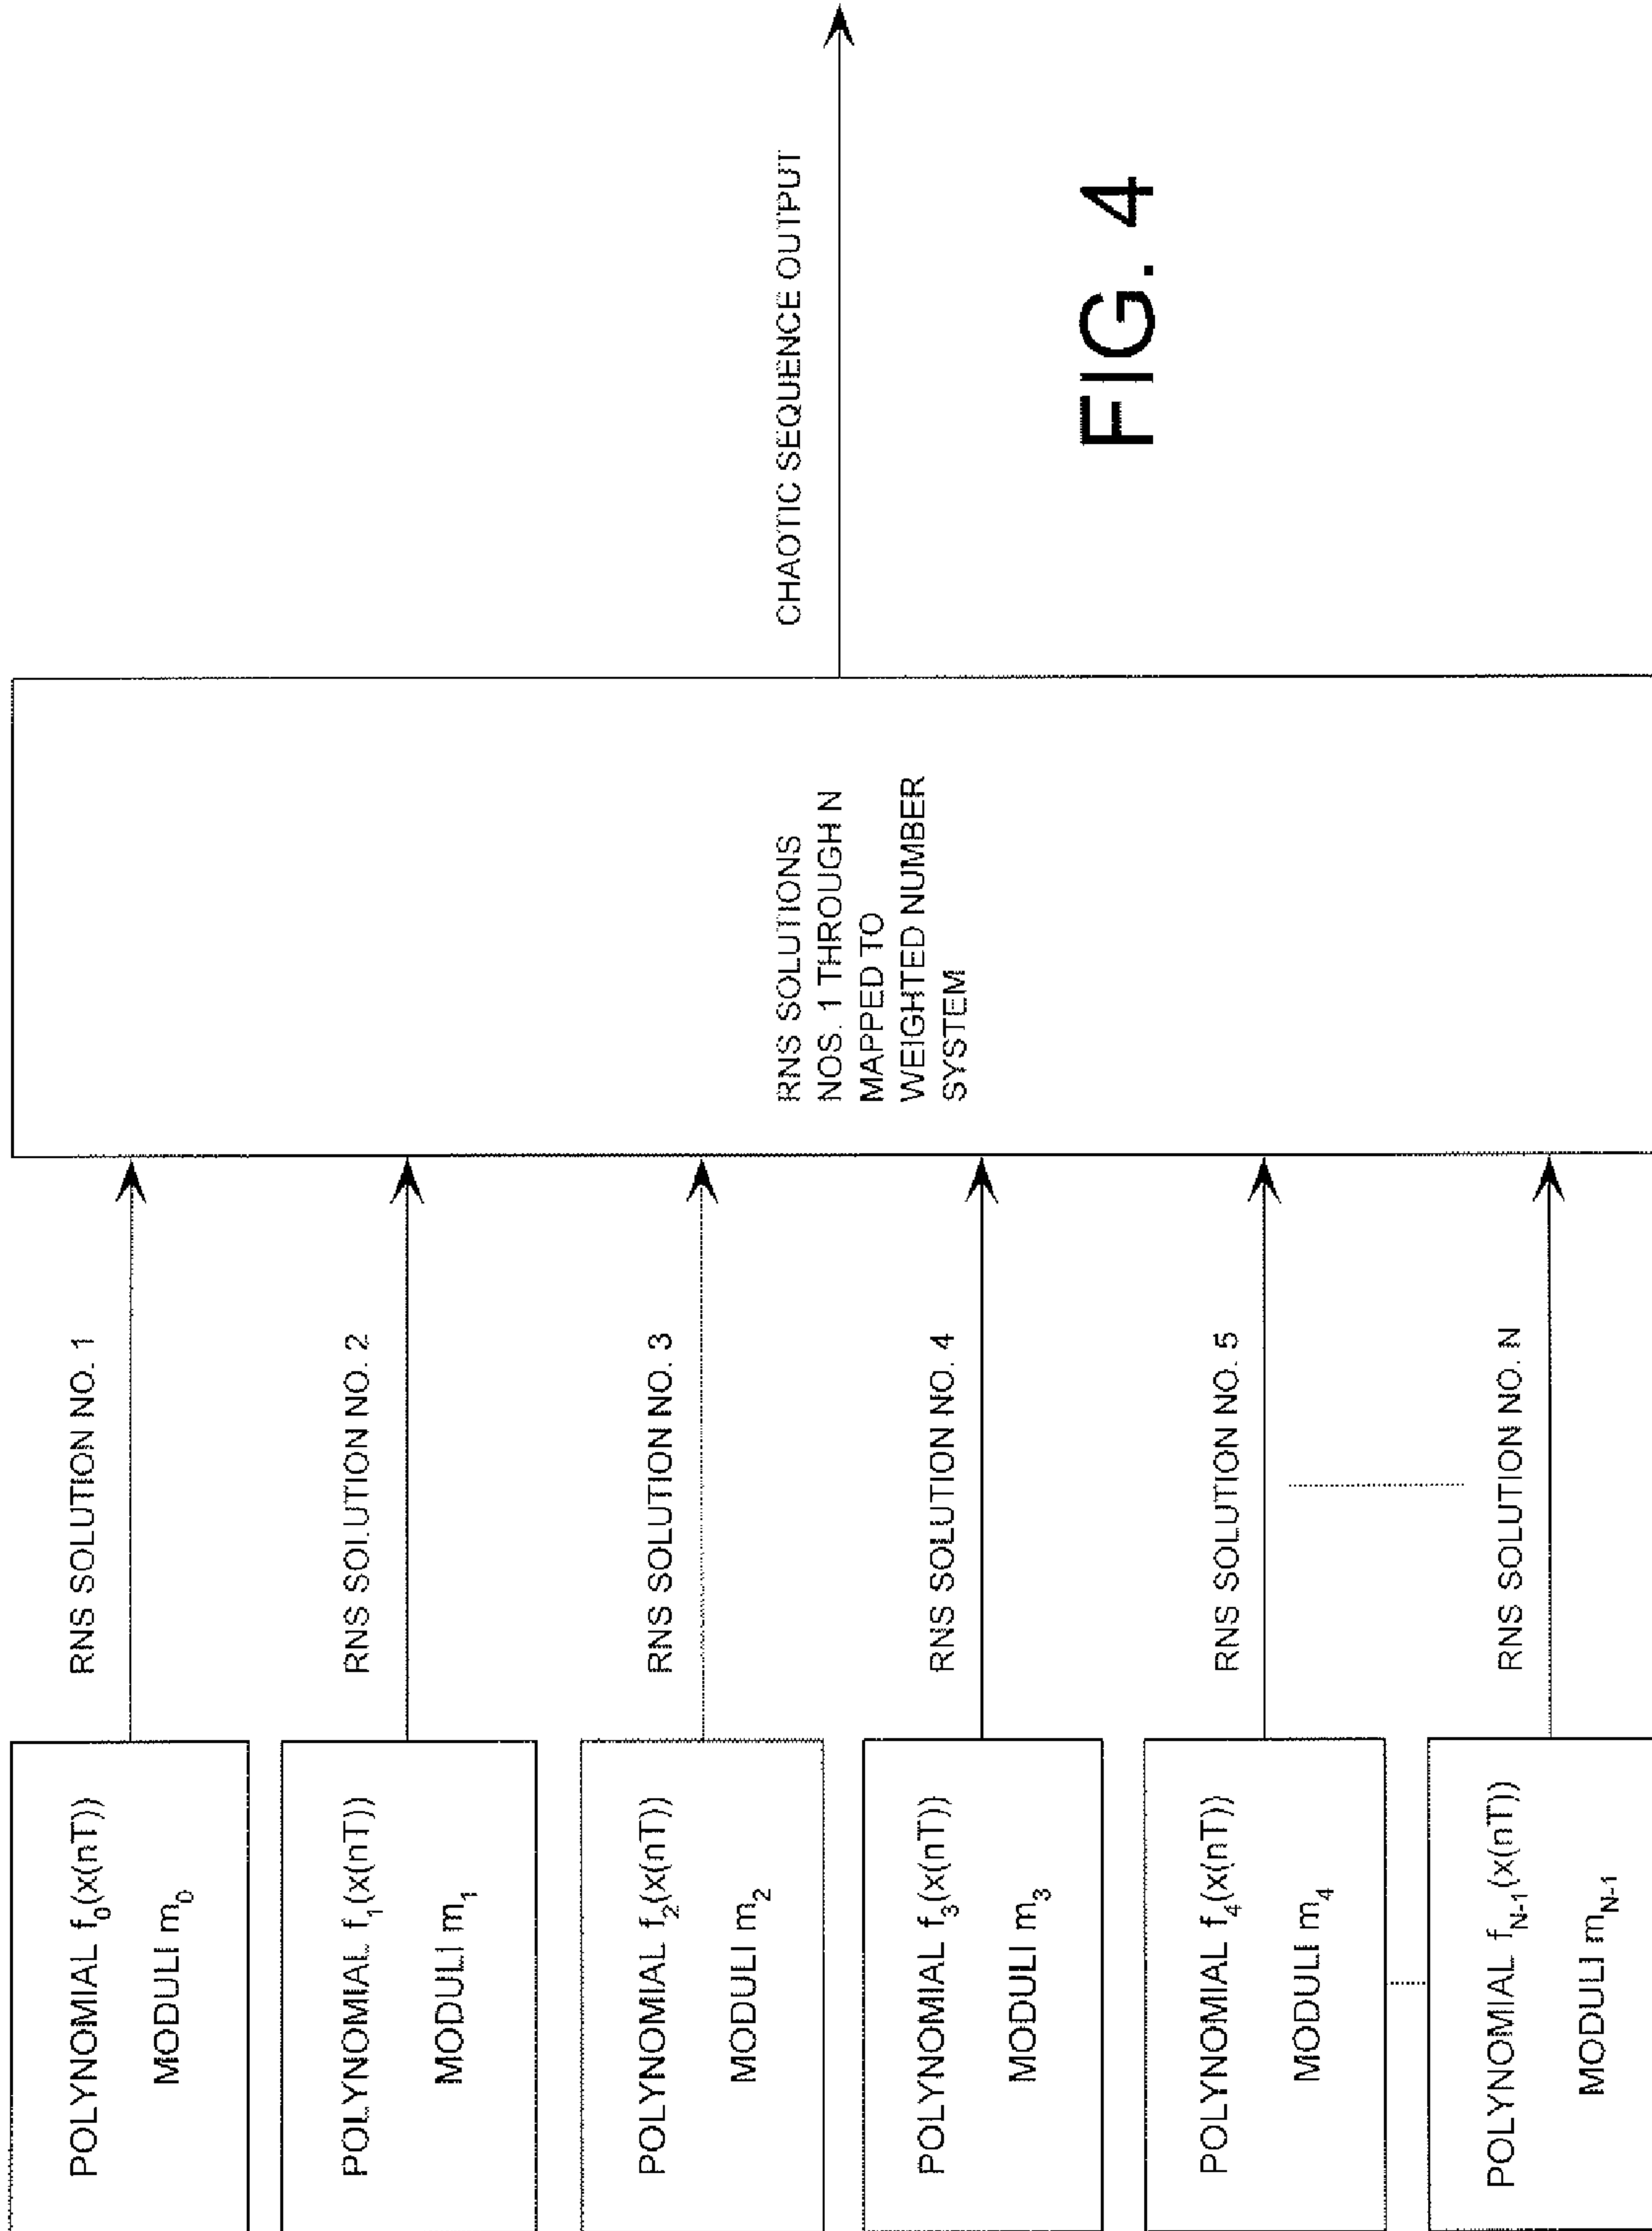 POLYNOMIAL f₀(x(nT))
MODULI m₀
RNS SOLUTION NO. 1
POLYNOMIAL f₁(x(nT))
MODULI m₁
RNS SOLUTION NO. 2
POLYNOMIAL f₂(x(nT))
MODULI m₂
RNS SOLUTION NO. 3
POLYNOMIAL f₃(x(nT))
MODULI m₃
RNS SOLUTION NO. 4
POLYNOMIAL f₄(x(nT))
MODULI m₄
RNS SOLUTION NO. 5
POLYNOMIAL f_N-1(x(nT))
MODULI m_N-1
RNS SOLUTION NO. N
RNS SOLUTIONS
NOS. 1 THROUGH N
MAPPED TO
WEIGHTED NUMBER
SYSTEM
CHAOTIC SEQUENCE OUTPUT
FIG. 4